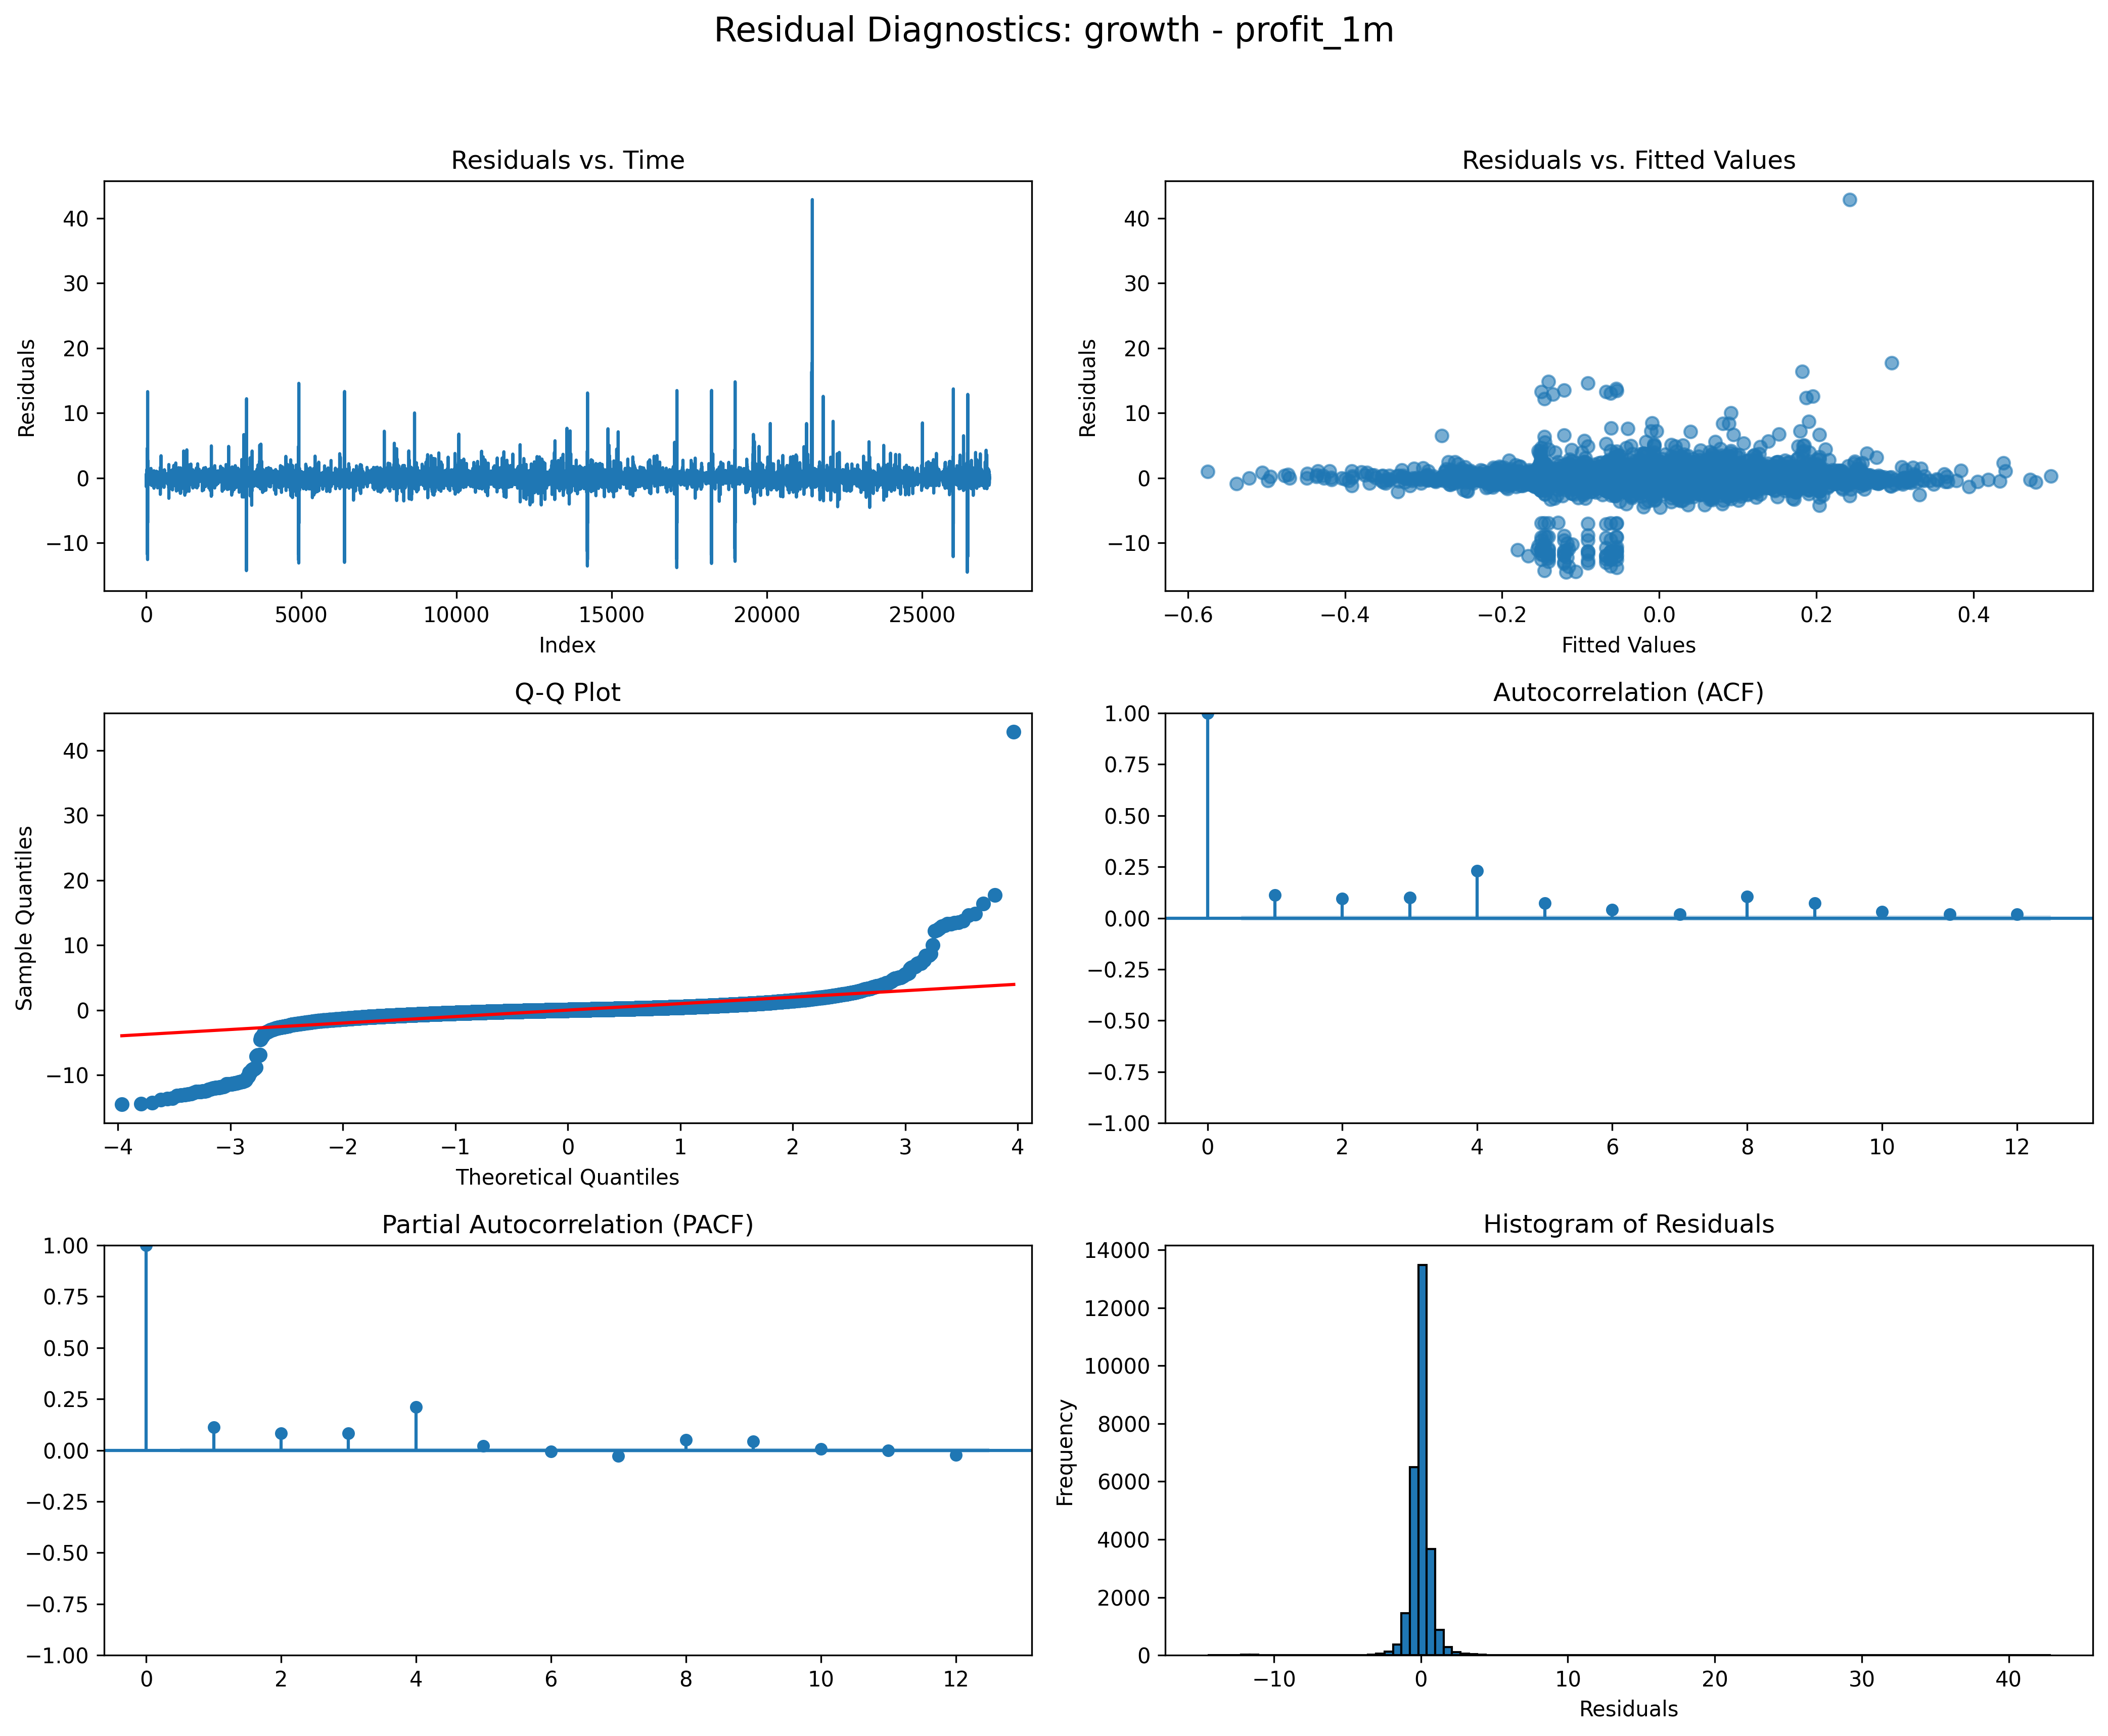 Residual Diagnostics: growth - profit_1m
Residuals vs. Time
40
30
20
10
0
−10
Residuals
0 5000 10000 15000 20000 25000
Index
Residuals vs. Fitted Values
40
30
20
10
0
−10
Residuals
−0.6 −0.4 −0.2 0.0 0.2 0.4
Fitted Values
Q-Q Plot
40
30
20
10
0
−10
Sample Quantiles
−4 −3 −2 −1 0 1 2 3 4
Theoretical Quantiles
Autocorrelation (ACF)
1.00
0.75
0.50
0.25
0.00
−0.25
−0.50
−0.75
−1.00
0 2 4 6 8 10 12
Partial Autocorrelation (PACF)
1.00
0.75
0.50
0.25
0.00
−0.25
−0.50
−0.75
−1.00
0 2 4 6 8 10 12
Histogram of Residuals
14000
12000
10000
8000
6000
4000
2000
0
Frequency
−10 0 10 20 30 40
Residuals